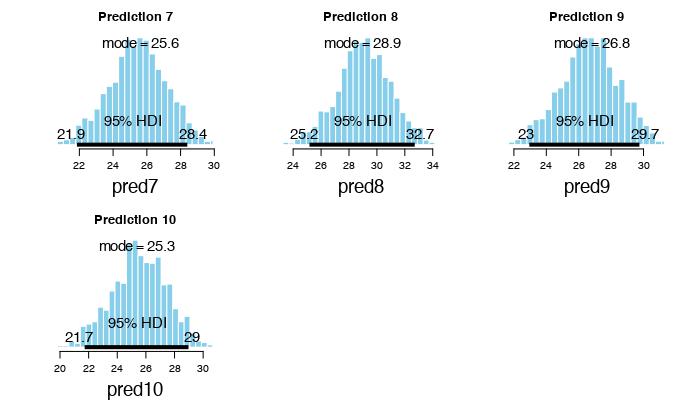 Prediction 7
mode = 25.6
95% HDI
21.9 28.4
22 24 26 28 30
pred7
Prediction 8
mode = 28.9
95% HDI
25.2 32.7
24 26 28 30 32 34
pred8
Prediction 9
mode = 26.8
95% HDI
23 29.7
22 24 26 28 30
pred9
Prediction 10
mode = 25.3
95% HDI
21.7 29
20 22 24 26 28 30
pred10